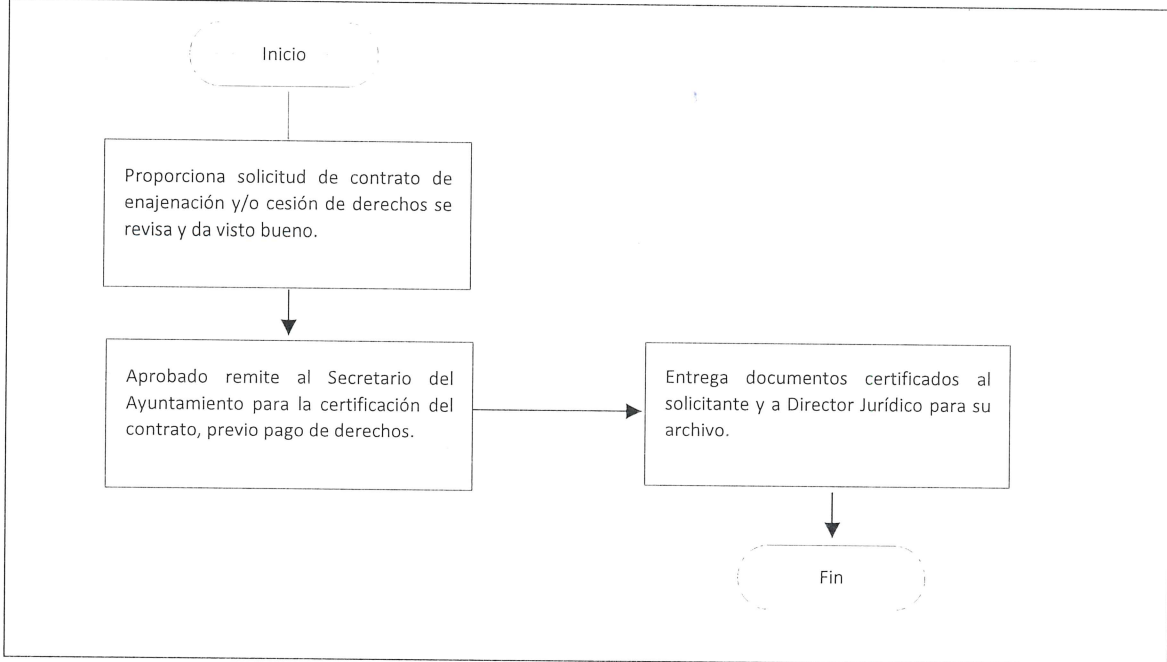 Inicio
Proporciona solicitud de contrato de
enajenación y/o cesión de derechos se
revisa y da visto bueno.
Aprobado remite al Secretario del
Ayuntamiento para la certificación del
contrato, previo pago de derechos.
Entrega documentos certificados al
solicitante y a Director Jurídico para su
archivo.
Fin